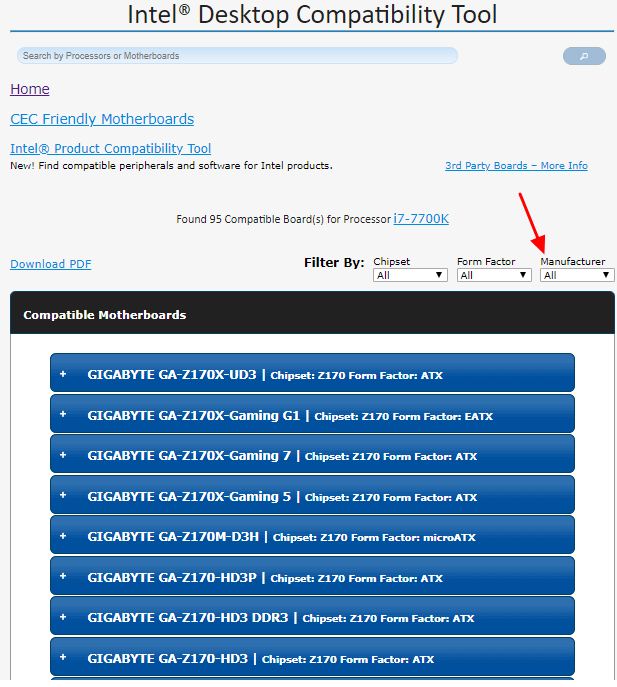 Intel® Desktop Compatibility Tool
Search by Processors or Motherboards
Home
CEC Friendly Motherboards
Intel® Product Compatibility Tool
New! Find compatible peripherals and software for Intel products.
3rd Party Boards – More Info
Found 95 Compatible Board(s) for Processor i7-7700K
Download PDF
Filter By:
Chipset
All
Form Factor
All
Manufacturer
All
Compatible Motherboards
+ GIGABYTE GA-Z170X-UD3 | Chipset: Z170 Form Factor: ATX
+ GIGABYTE GA-Z170X-Gaming G1 | Chipset: Z170 Form Factor: EATX
+ GIGABYTE GA-Z170X-Gaming 7 | Chipset: Z170 Form Factor: ATX
+ GIGABYTE GA-Z170X-Gaming 5 | Chipset: Z170 Form Factor: ATX
+ GIGABYTE GA-Z170M-D3H | Chipset: Z170 Form Factor: microATX
+ GIGABYTE GA-Z170-HD3P | Chipset: Z170 Form Factor: ATX
+ GIGABYTE GA-Z170-HD3 DDR3 | Chipset: Z170 Form Factor: ATX
+ GIGABYTE GA-Z170-HD3 | Chipset: Z170 Form Factor: ATX